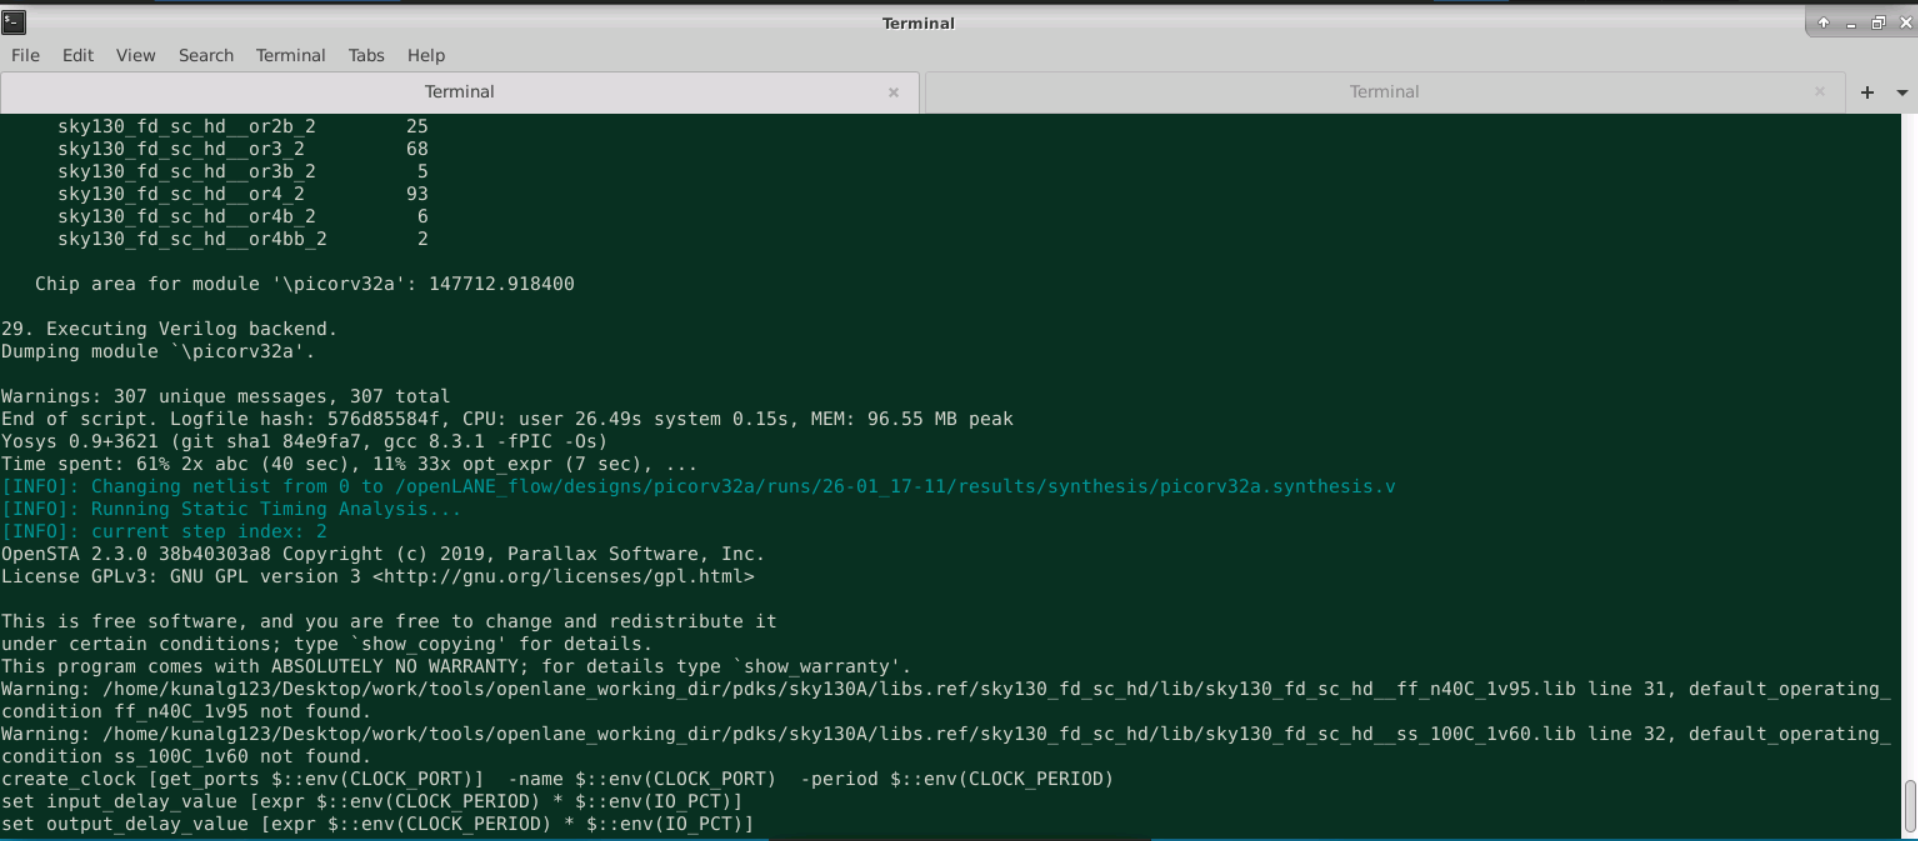 Terminal
File Edit View Search Terminal Tabs Help
Terminal
Terminal
sky130_fd_sc_hd__or2b_2 25
sky130_fd_sc_hd__or3_2 68
sky130_fd_sc_hd__or3b_2 5
sky130_fd_sc_hd__or4_2 93
sky130_fd_sc_hd__or4b_2 6
sky130_fd_sc_hd__or4bb_2 2
Chip area for module '\picorv32a': 147712.918400
29. Executing Verilog backend.
Dumping module `\picorv32a'.
Warnings: 307 unique messages, 307 total
End of script. Logfile hash: 576d85584f, CPU: user 26.49s system 0.15s, MEM: 96.55 MB peak
Yosys 0.9+3621 (git sha1 84e9fa7, gcc 8.3.1 -fPIC -Os)
Time spent: 61% 2x abc (40 sec), 11% 33x opt_expr (7 sec), ...
[INFO]: Changing netlist from 0 to /openLANE_flow/designs/picorv32a/runs/26-01_17-11/results/synthesis/picorv32a.synthesis.v
[INFO]: Running Static Timing Analysis...
[INFO]: current step index: 2
OpenSTA 2.3.0 38b40303a8 Copyright (c) 2019, Parallax Software, Inc.
License GPLv3: GNU GPL version 3 <http://gnu.org/licenses/gpl.html>
This is free software, and you are free to change and redistribute it
under certain conditions; type `show_copying' for details.
This program comes with ABSOLUTELY NO WARRANTY; for details type `show_warranty'.
Warning: /home/kunalg123/Desktop/work/tools/openlane_working_dir/pdks/sky130A/libs.ref/sky130_fd_sc_hd/lib/sky130_fd_sc_hd__ff_n40C_1v95.lib line 31, default_operating_
condition ff_n40C_1v95 not found.
Warning: /home/kunalg123/Desktop/work/tools/openlane_working_dir/pdks/sky130A/libs.ref/sky130_fd_sc_hd/lib/sky130_fd_sc_hd__ss_100C_1v60.lib line 32, default_operating_
condition ss_100C_1v60 not found.
create_clock [get_ports $::env(CLOCK_PORT)]  -name $::env(CLOCK_PORT)  -period $::env(CLOCK_PERIOD)
set input_delay_value [expr $::env(CLOCK_PERIOD) * $::env(IO_PCT)]
set output_delay_value [expr $::env(CLOCK_PERIOD) * $::env(IO_PCT)]